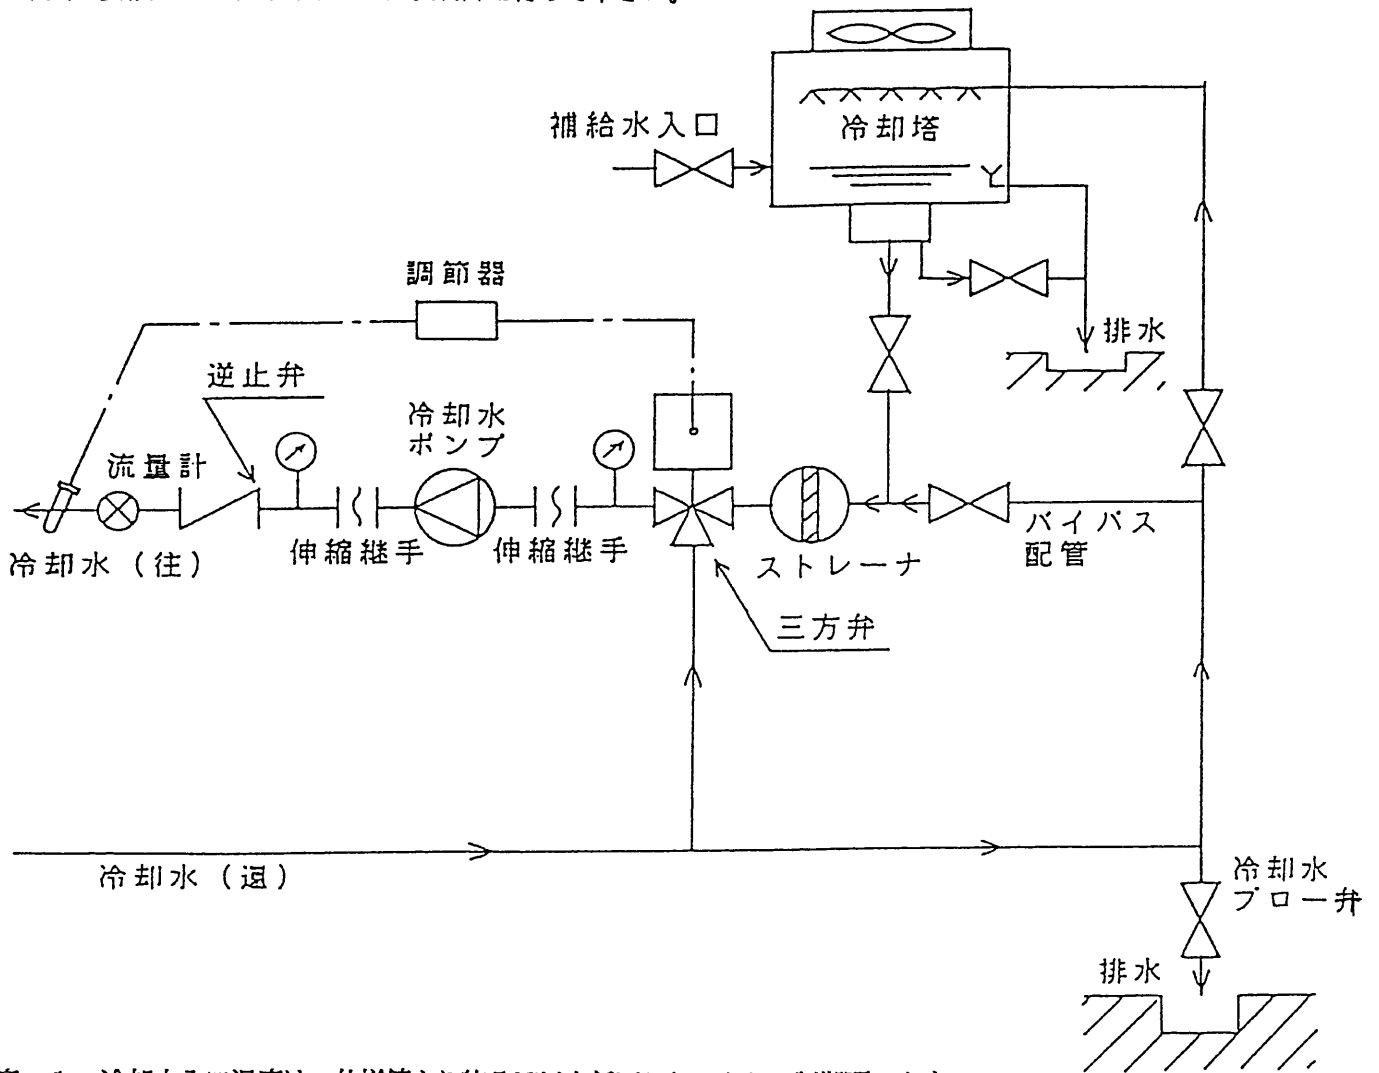 補給水入口
冷却塔
調節器
排水
逆止弁
冷却水
ポンプ
流量計
伸縮継手
伸縮継手
ストレーナ
バイパス
配管
冷却水(往)
三方弁
冷却水(還)
冷却水
ブロー弁
排水